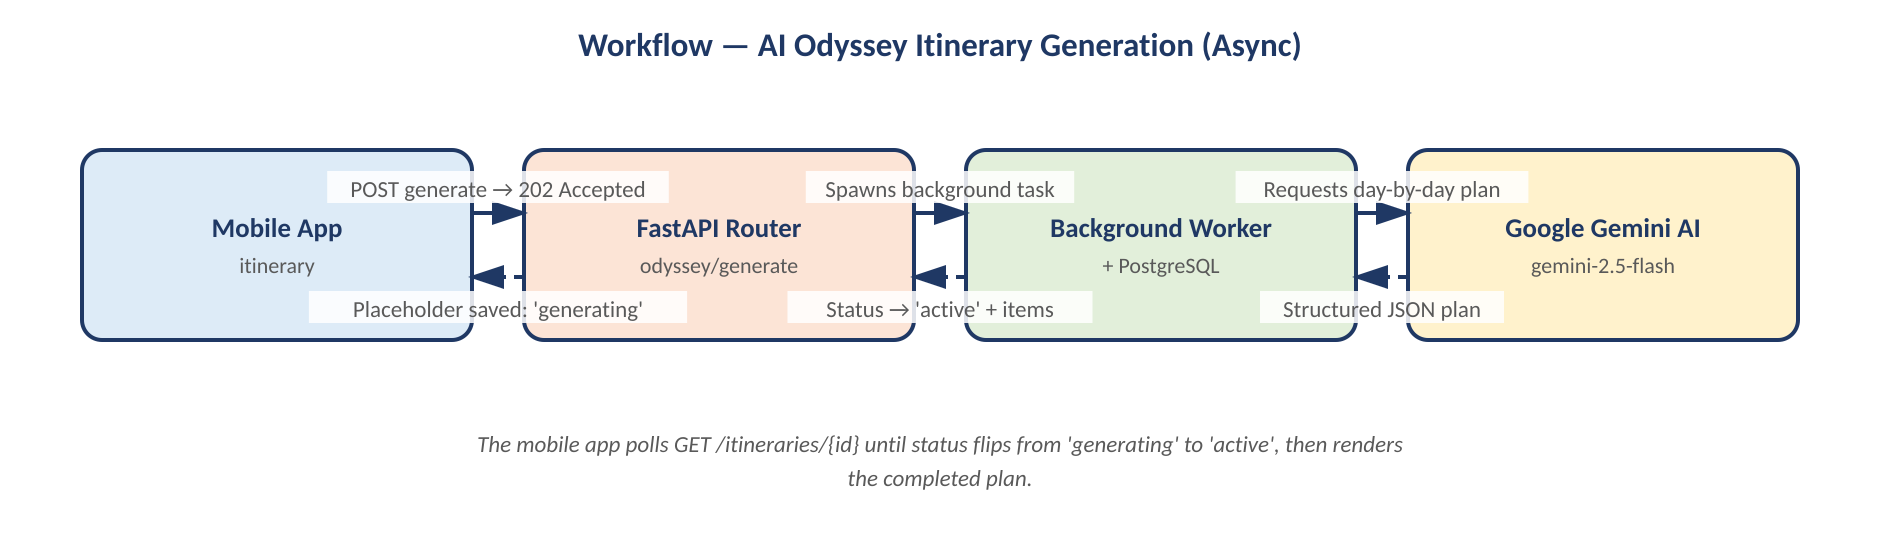 Workflow — AI Odyssey Itinerary Generation (Async)
POST generate → 202 Accepted
Spawns background task
Requests day-by-day plan
Mobile App
FastAPI Router
Background Worker
Google Gemini AI
itinerary
odyssey/generate
+ PostgreSQL
gemini-2.5-flash
Placeholder saved: 'generating'
Status → 'active' + items
Structured JSON plan
The mobile app polls GET /itineraries/{id} until status flips from 'generating' to 'active', then renders
the completed plan.